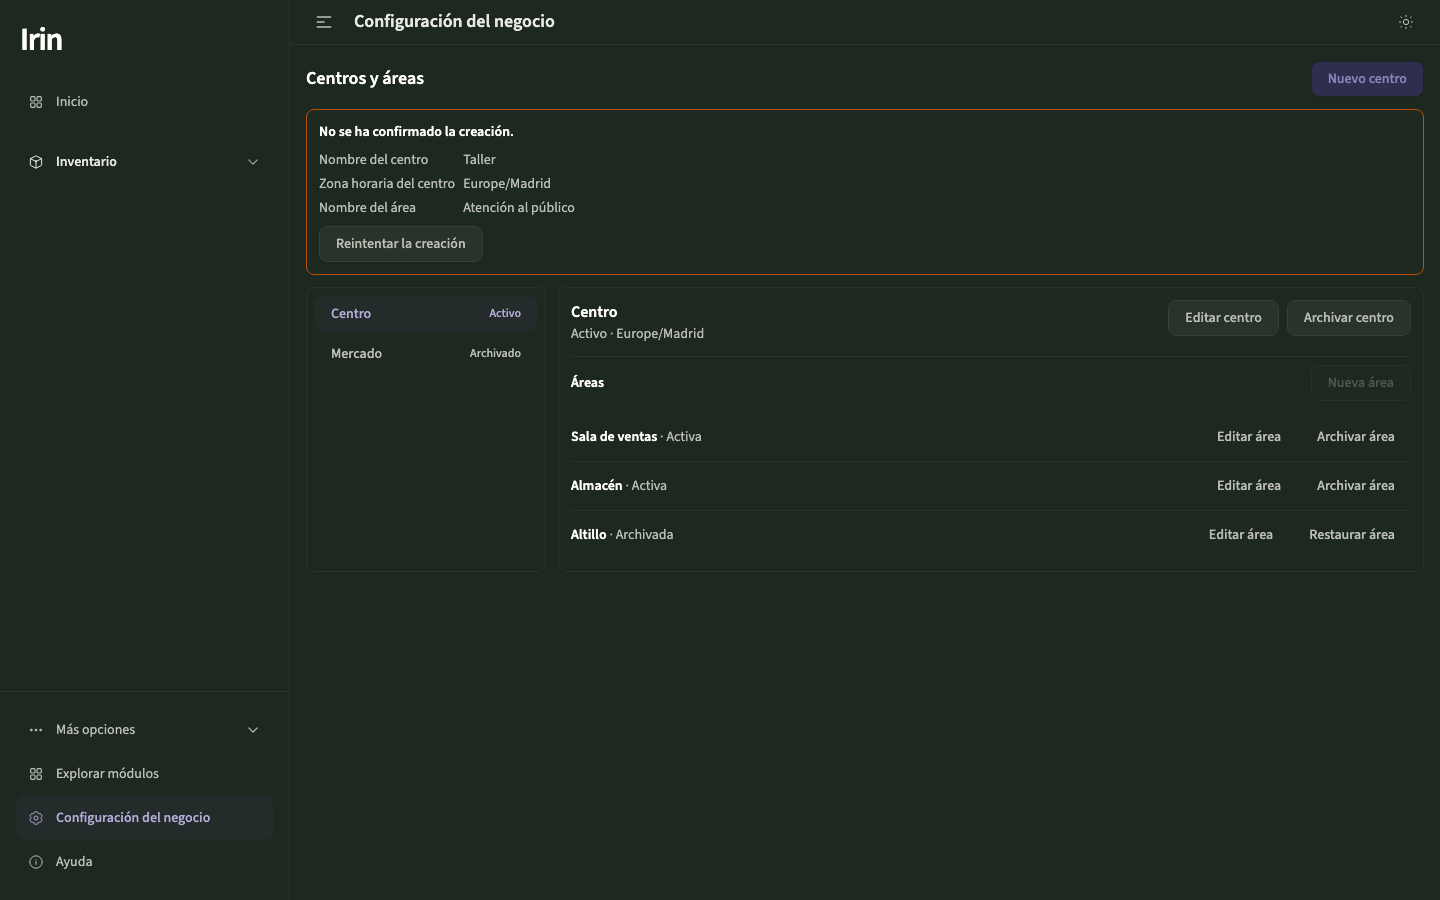 Irin
Inicio
Inventario
Más opciones
Explorar módulos
Configuración del negocio
Ayuda
Configuración del negocio
Centros y áreas
Nuevo centro
No se ha confirmado la creación.
Nombre del centro Taller
Zona horaria del centro Europe/Madrid
Nombre del área Atención al público
Reintentar la creación
Centro Activo
Mercado Archivado
Centro
Activo · Europe/Madrid
Editar centro Archivar centro
Áreas Nueva área
Sala de ventas · Activa Editar área Archivar área
Almacén · Activa Editar área Archivar área
Altillo · Archivada Editar área Restaurar área